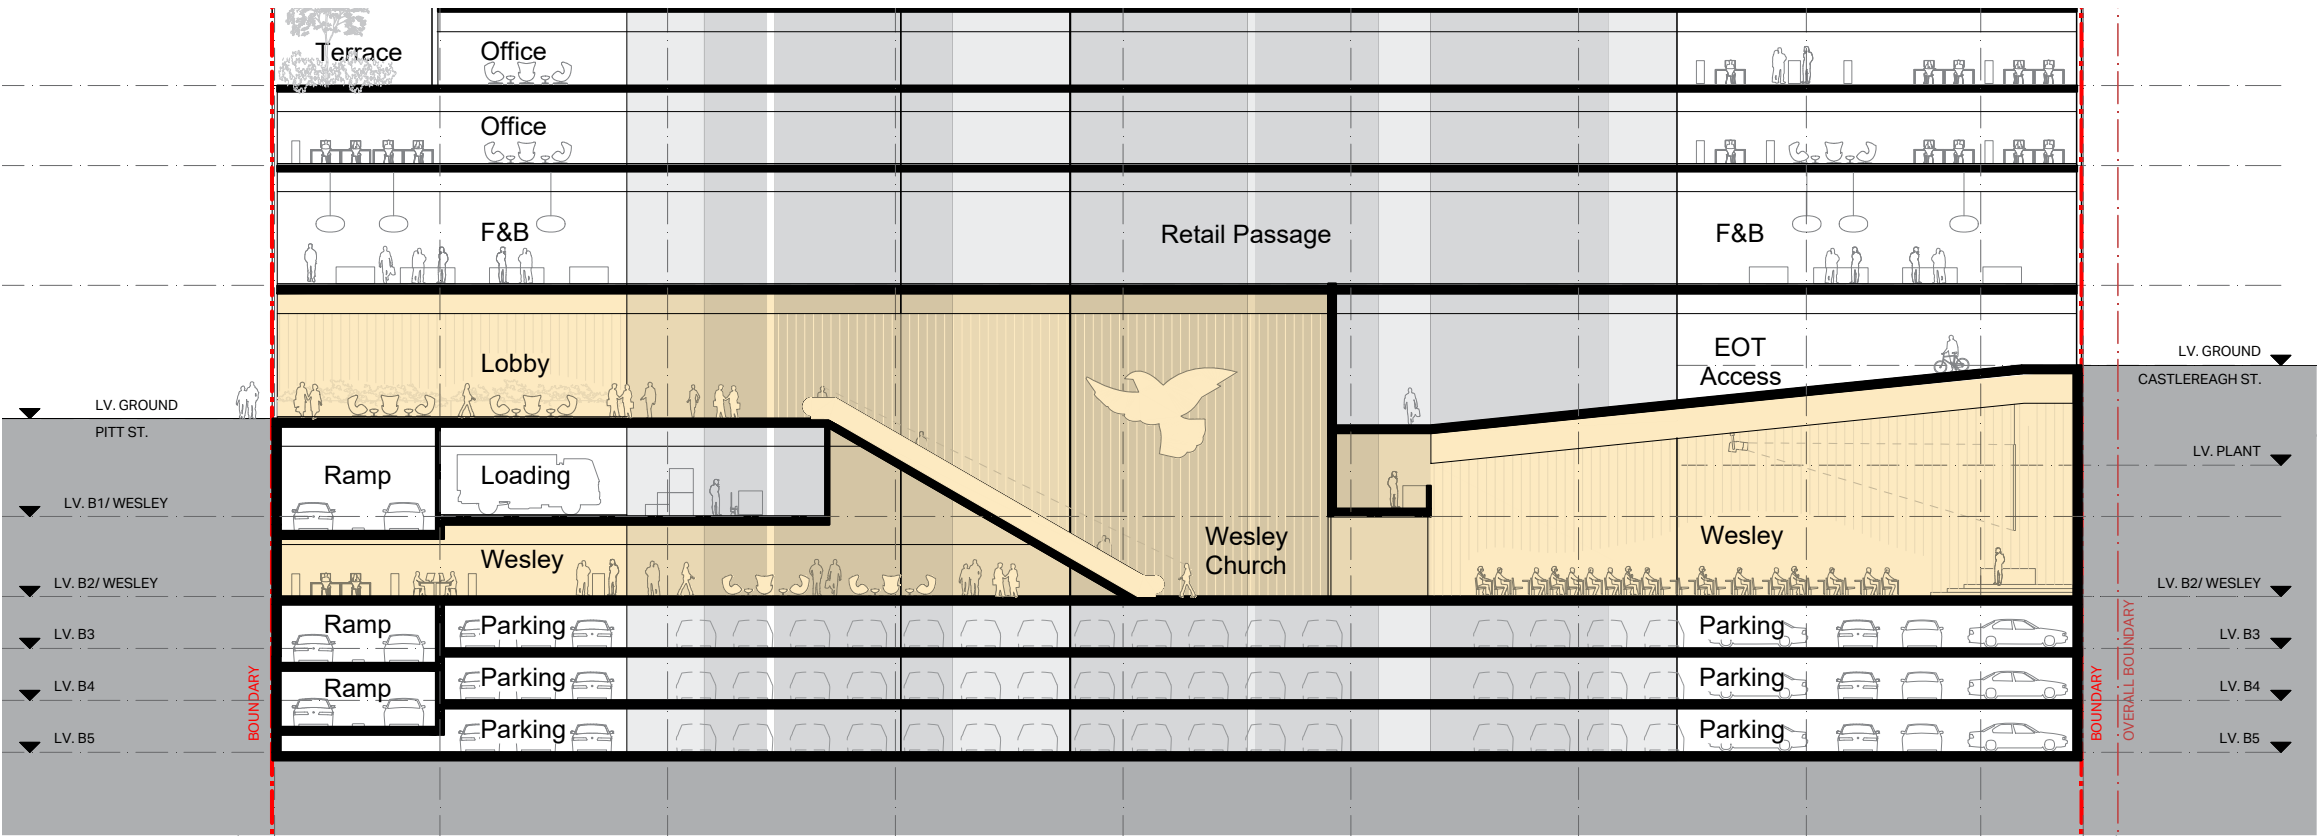 Terrace
Office
Office
F&B
Retail Passage
F&B
Lobby
EOT
Access
LV. GROUND
CASTLEREAGH ST.
LV. GROUND
PITT ST.
Ramp
Loading
LV. PLANT
LV. B1/ WESLEY
Wesley
Wesley
Church
Wesley
LV. B2/ WESLEY
LV. B2/ WESLEY
Ramp
Parking
Parking
LV. B3
LV. B3
Ramp
Parking
Parking
LV. B4
LV. B4
Parking
Parking
LV. B5
LV. B5
BOUNDARY
BOUNDARY
OVERALL BOUNDARY